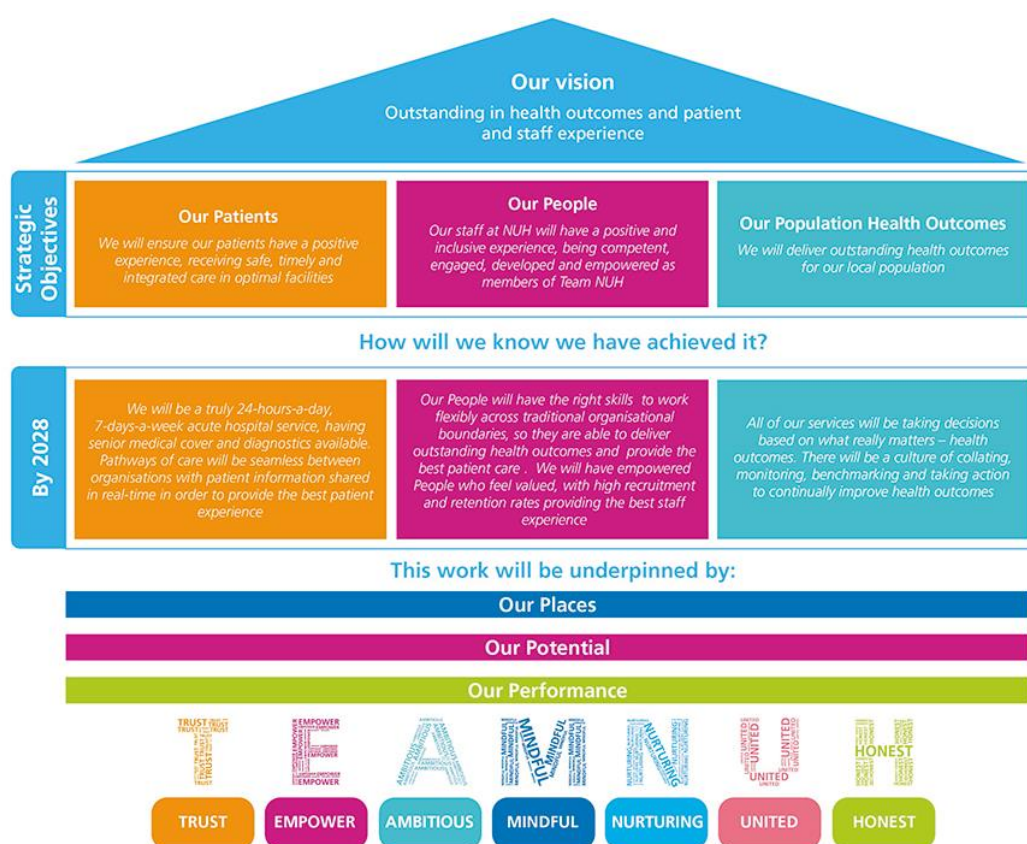 Our vision
Outstanding in health outcomes and patient
and staff experience
Strategic
Objectives
Our Patients
We will ensure our patients have a positive
experience, receiving safe, timely and
integrated care in optimal facilities
Our People
Our staff at NUH will have a positive and
inclusive experience, being competent,
engaged, developed and empowered as
members of Team NUH
Our Population Health Outcomes
We will deliver outstanding health outcomes
for our local population
How will we know we have achieved it?
By 2028
We will be a truly 24-hours-a-day,
7-days-a-week acute hospital service, having
senior medical cover and diagnostics available.
Pathways of care will be seamless between
organisations with patient information shared
in real-time in order to provide the best patient
experience
Our People will have the right skills to work
flexibly across traditional organisational
boundaries, so they are able to deliver
outstanding health outcomes and provide the
best patient care . We will have empowered
People who feel valued, with high recruitment
and retention rates providing the best staff
experience
All of our services will be taking decisions
based on what really matters – health
outcomes. There will be a culture of collating,
monitoring, benchmarking and taking action
to continually improve health outcomes
This work will be underpinned by:
Our Places
Our Potential
Our Performance
T E A M N U H
TRUST EMPOWER AMBITIOUS MINDFUL NURTURING UNITED HONEST